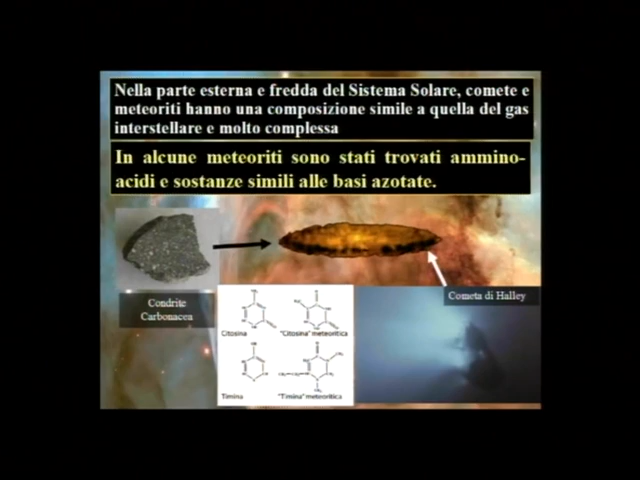 Nella parte esterna e fredda del Sistema Solare, comete e
meteoriti hanno una composizione simile a quella del gas
interstellare e molto complessa
In alcune meteoriti sono stati trovati ammino-
acidi e sostanze simili alle basi azotate.
Condrite
Carbonacea
Cometa di Halley
Citosina
"Citosina" meteoritica
Timina
"Timina" meteoritica